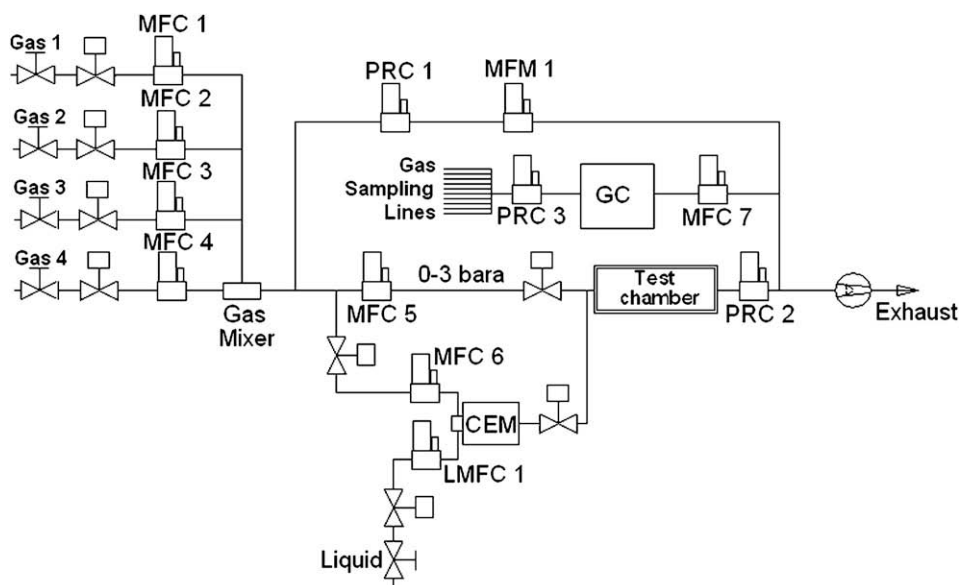 MFC 1
Gas 1
MFC 2
Gas 2
MFC 3
Gas 3
MFC 4
Gas 4
Gas
Mixer
PRC 1
MFM 1
Gas
Sampling
Lines
PRC 3
GC
MFC 7
0-3 bara
MFC 5
Test
chamber
PRC 2
Exhaust
MFC 6
CEM
LMFC 1
Liquid